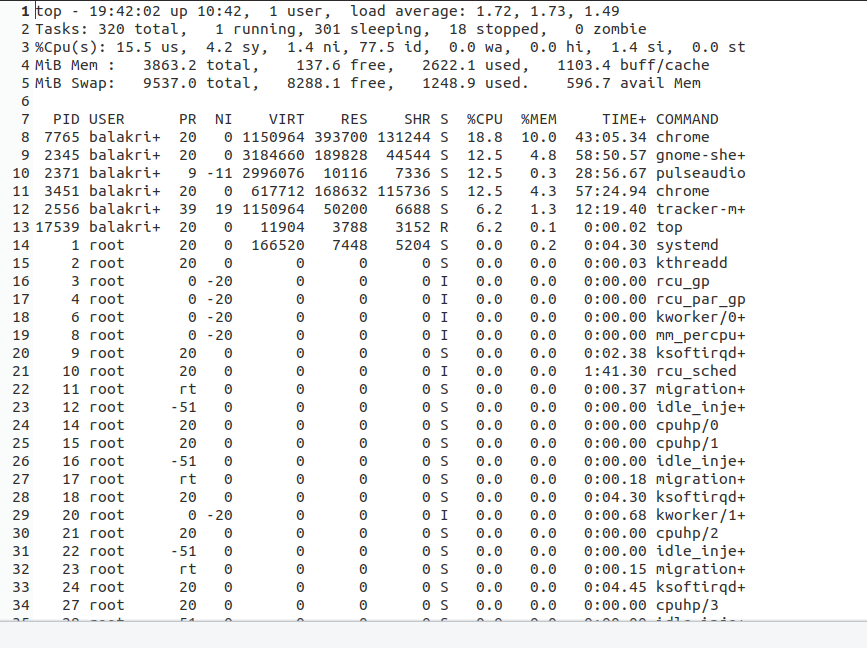 1 top - 19:42:02 up 10:42,  1 user,  load average: 1.72, 1.73, 1.49
2 Tasks: 320 total,   1 running, 301 sleeping,  18 stopped,   0 zombie
3 %Cpu(s): 15.5 us,  4.2 sy,  1.4 ni, 77.5 id,  0.0 wa,  0.0 hi,  1.4 si,  0.0 st
4 MiB Mem :   3863.2 total,    137.6 free,   2622.1 used,   1103.4 buff/cache
5 MiB Swap:   9537.0 total,   8288.1 free,   1248.9 used.    596.7 avail Mem
6
7   PID USER      PR  NI    VIRT    RES    SHR S  %CPU  %MEM     TIME+ COMMAND
8  7765 balakri+  20   0 1150964 393700 131244 S  18.8  10.0  43:05.34 chrome
9  2345 balakri+  20   0 3184660 189828  44544 S  12.5   4.8  58:50.57 gnome-she+
10  2371 balakri+   9 -11 2996076  10116   7336 S  12.5   0.3  28:56.67 pulseaudio
11  3451 balakri+  20   0  617712 168632 115736 S  12.5   4.3  57:24.94 chrome
12  2556 balakri+  39  19 1150964  50200   6688 S   6.2   1.3  12:19.40 tracker-m+
13 17539 balakri+  20   0   11904   3788   3152 R   6.2   0.1   0:00.02 top
14     1 root      20   0  166520   7448   5204 S   0.0   0.2   0:04.30 systemd
15     2 root      20   0       0      0      0 S   0.0   0.0   0:00.03 kthreadd
16     3 root       0 -20       0      0      0 I   0.0   0.0   0:00.00 rcu_gp
17     4 root       0 -20       0      0      0 I   0.0   0.0   0:00.00 rcu_par_gp
18     6 root       0 -20       0      0      0 I   0.0   0.0   0:00.00 kworker/0+
19     8 root       0 -20       0      0      0 I   0.0   0.0   0:00.00 mm_percpu+
20     9 root      20   0       0      0      0 S   0.0   0.0   0:02.38 ksoftirqd+
21    10 root      20   0       0      0      0 I   0.0   0.0   1:41.30 rcu_sched
22    11 root      rt   0       0      0      0 S   0.0   0.0   0:00.37 migration+
23    12 root     -51   0       0      0      0 S   0.0   0.0   0:00.00 idle_inje+
24    14 root      20   0       0      0      0 S   0.0   0.0   0:00.00 cpuhp/0
25    15 root      20   0       0      0      0 S   0.0   0.0   0:00.00 cpuhp/1
26    16 root     -51   0       0      0      0 S   0.0   0.0   0:00.00 idle_inje+
27    17 root      rt   0       0      0      0 S   0.0   0.0   0:00.18 migration+
28    18 root      20   0       0      0      0 S   0.0   0.0   0:04.30 ksoftirqd+
29    20 root       0 -20       0      0      0 I   0.0   0.0   0:00.68 kworker/1+
30    21 root      20   0       0      0      0 S   0.0   0.0   0:00.00 cpuhp/2
31    22 root     -51   0       0      0      0 S   0.0   0.0   0:00.00 idle_inje+
32    23 root      rt   0       0      0      0 S   0.0   0.0   0:00.15 migration+
33    24 root      20   0       0      0      0 S   0.0   0.0   0:04.45 ksoftirqd+
34    27 root      20   0       0      0      0 S   0.0   0.0   0:00.00 cpuhp/3